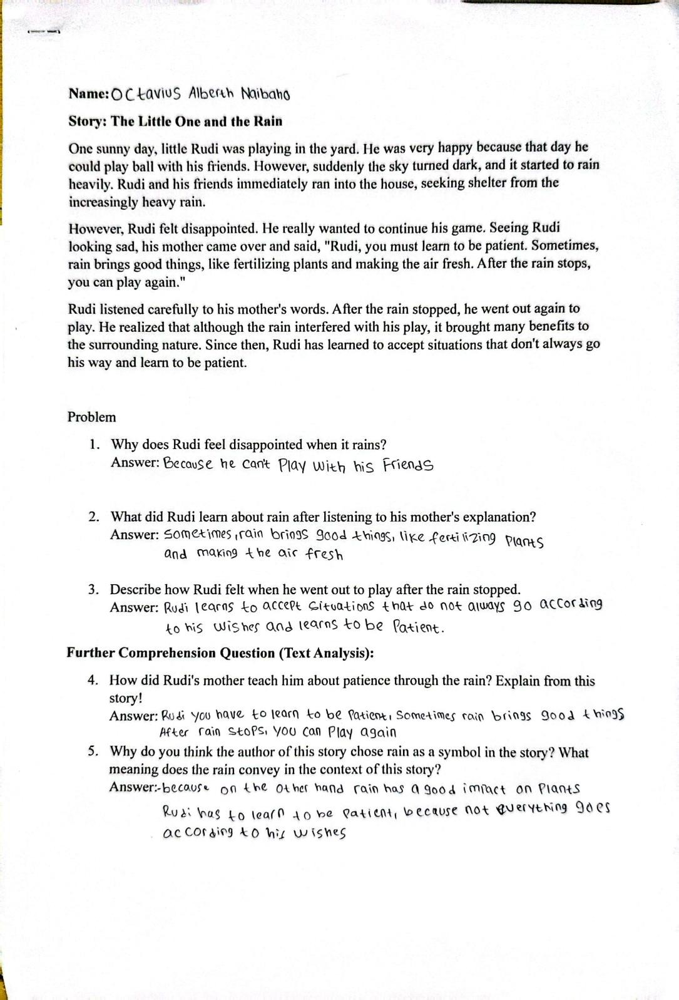 Name: Octavius Alberth Naibaho
Story: The Little One and the Rain
One sunny day, little Rudi was playing in the yard. He was very happy because that day he
could play ball with his friends. However, suddenly the sky turned dark, and it started to rain
heavily. Rudi and his friends immediately ran into the house, seeking shelter from the
increasingly heavy rain.
However, Rudi felt disappointed. He really wanted to continue his game. Seeing Rudi
looking sad, his mother came over and said, "Rudi, you must learn to be patient. Sometimes,
rain brings good things, like fertilizing plants and making the air fresh. After the rain stops,
you can play again."
Rudi listened carefully to his mother's words. After the rain stopped, he went out again to
play. He realized that although the rain interfered with his play, it brought many benefits to
the surrounding nature. Since then, Rudi has learned to accept situations that don't always go
his way and learn to be patient.
Problem
1. Why does Rudi feel disappointed when it rains?
Answer: Because he can't Play with his Friends
2. What did Rudi learn about rain after listening to his mother's explanation?
Answer: Sometimes, rain brings good things, like fertilizing Plants
and making the air fresh
3. Describe how Rudi felt when he went out to play after the rain stopped.
Answer: Rudi learns to accept situations that do not always go according
to his wishes and learns to be Patient.
Further Comprehension Question (Text Analysis):
4. How did Rudi's mother teach him about patience through the rain? Explain from this
story!
Answer: Rudi you have to learn to be Patient, Sometimes rain brings good things
After rain stops, you can Play again
5. Why do you think the author of this story chose rain as a symbol in the story? What
meaning does the rain convey in the context of this story?
Answer:-because on the other hand rain has a good impact on Plants
Rudi has to learn to be Patient, because not everything goes
according to his wishes